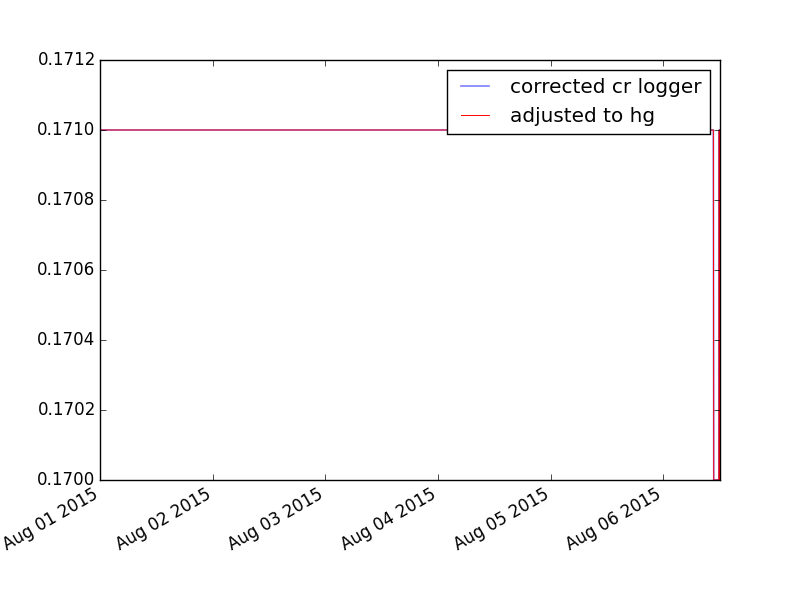 0.1712
corrected cr logger
adjusted to hg
0.1710
0.1708
0.1706
0.1704
0.1702
0.1700
Aug 01 2015
Aug 02 2015
Aug 03 2015
Aug 04 2015
Aug 05 2015
Aug 06 2015